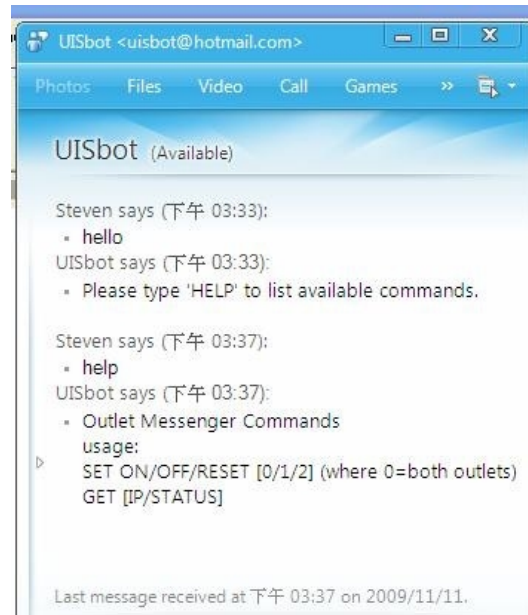 UISbot <uisbot@hotmail.com>
Photos Files Video Call Games »
UISbot (Available)
Steven says (下午 03:33):
hello
UISbot says (下午 03:33):
Please type 'HELP' to list available commands.
Steven says (下午 03:37):
help
UISbot says (下午 03:37):
Outlet Messenger Commands
usage:
SET ON/OFF/RESET [0/1/2] (where 0=both outlets)
GET [IP/STATUS]
Last message received at 下午 03:37 on 2009/11/11.